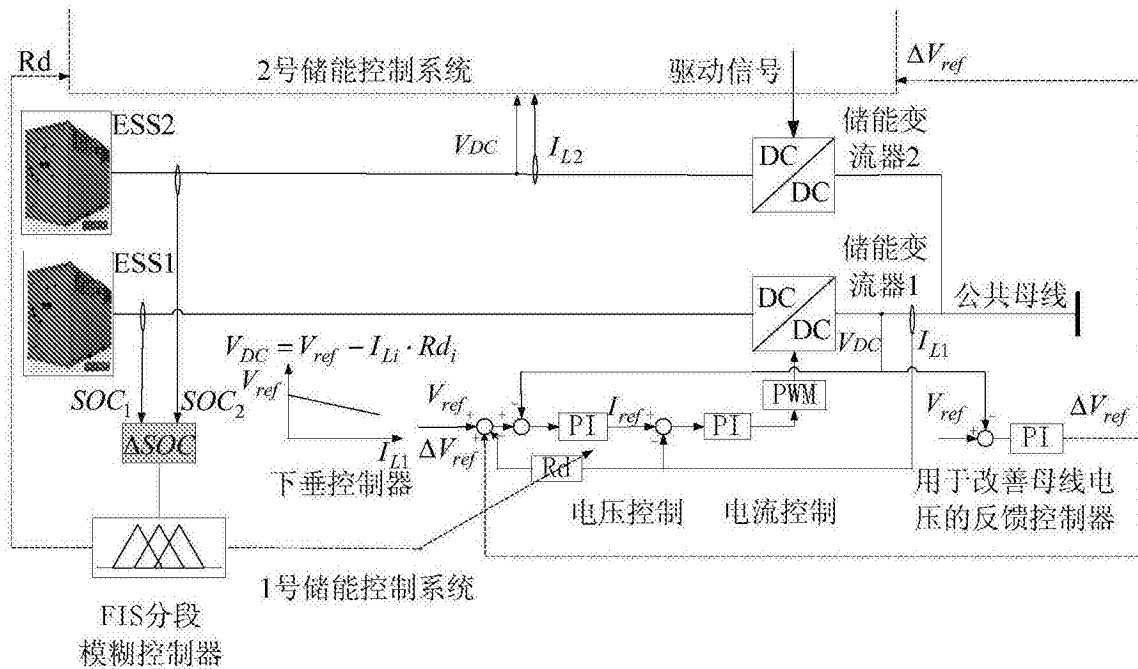 Rd
2号储能控制系统
驱动信号
ΔV_ref
ESS2
V_DC
I_L2
DC
DC
储能变
流器2
ESS1
DC
DC
储能变
流器1
公共母线
V_DC
I_L1
V_DC = V_ref − I_Li · Rd_i
V_ref
I_L1
下垂控制器
SOC_1
SOC_2
ΔSOC
V_ref
ΔV_ref
PI
I_ref
PI
PWM
Rd
电压控制
电流控制
V_ref
PI
ΔV_ref
用于改善母线电
压的反馈控制器
1号储能控制系统
FIS分段
模糊控制器